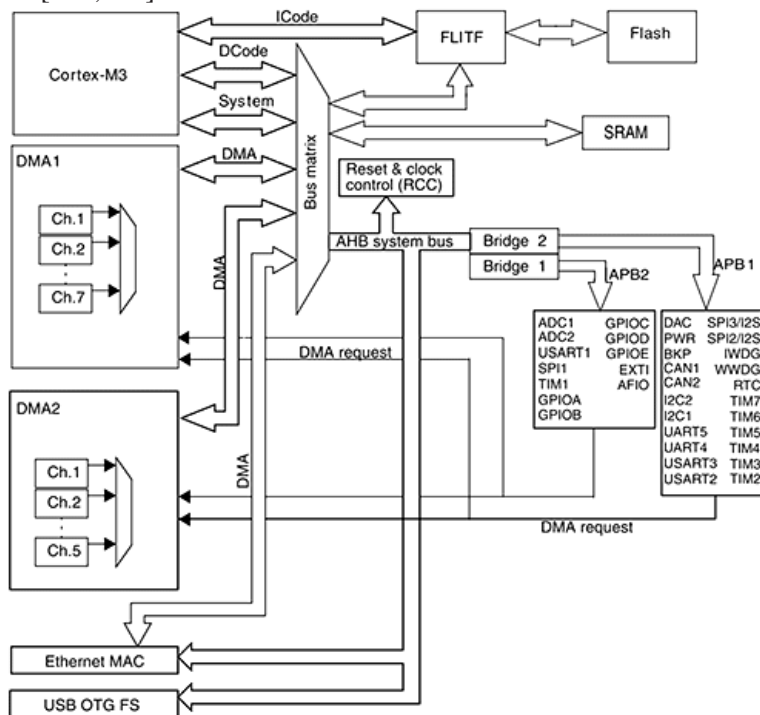 ICode
FLITF
Flash
Cortex-M3
DCode
System
SRAM
DMA1
DMA
Bus matrix
Reset & clock
control (RCC)
Ch.1
Ch.2
Ch.7
DMA
AHB system bus
Bridge 2
Bridge 1
APB2
APB1
ADC1 GPIOC
ADC2 GPIOD
USART1 GPIOE
SPI1 EXTI
TIM1 AFIO
GPIOA
GPIOB
DAC SPI3/I2S
PWR SPI2/I2S
BKP IWDG
CAN1 WWDG
CAN2 RTC
I2C2 TIM7
I2C1 TIM6
UART5 TIM5
UART4 TIM4
USART3 TIM3
USART2 TIM2
DMA request
DMA2
DMA
Ch.1
Ch.2
Ch.5
DMA request
Ethernet MAC
USB OTG FS